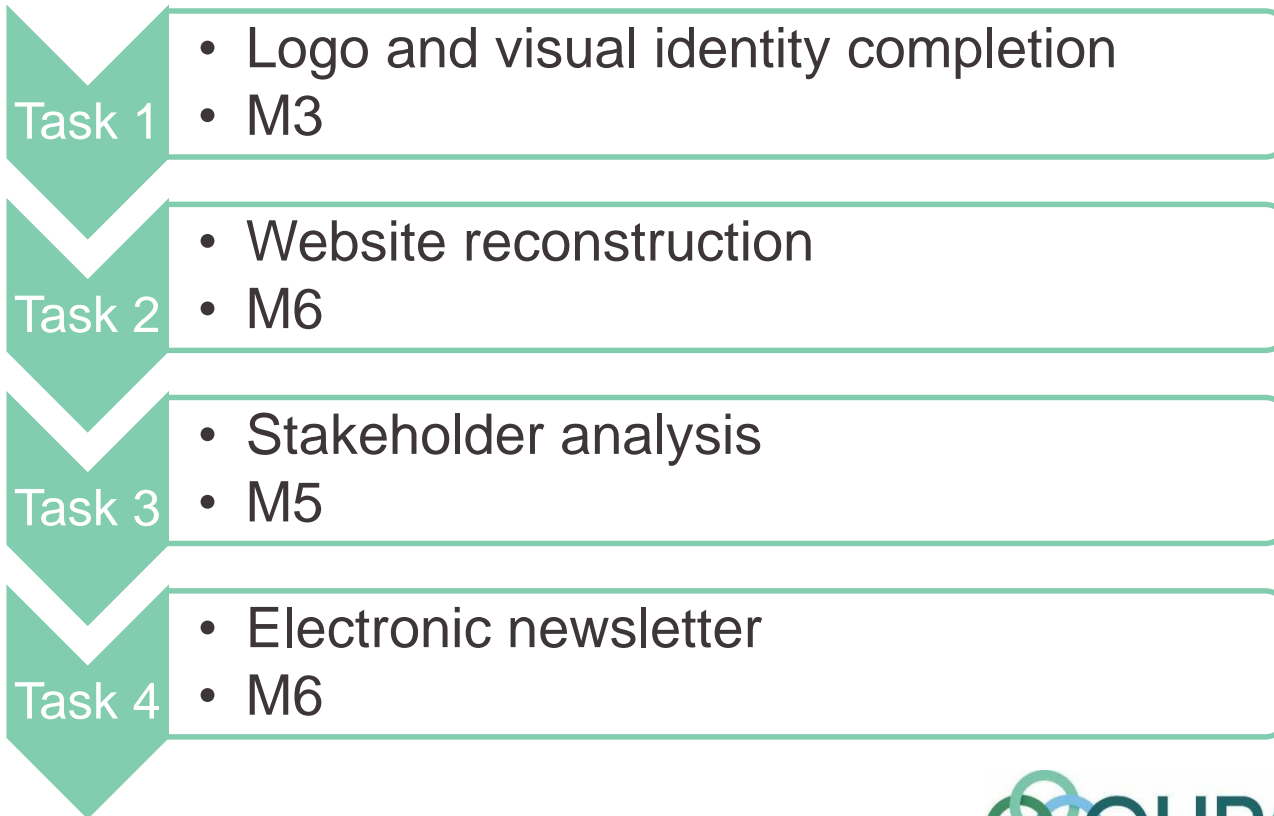 Task 1
• Logo and visual identity completion
• M3
Task 2
• Website reconstruction
• M6
Task 3
• Stakeholder analysis
• M5
Task 4
• Electronic newsletter
• M6